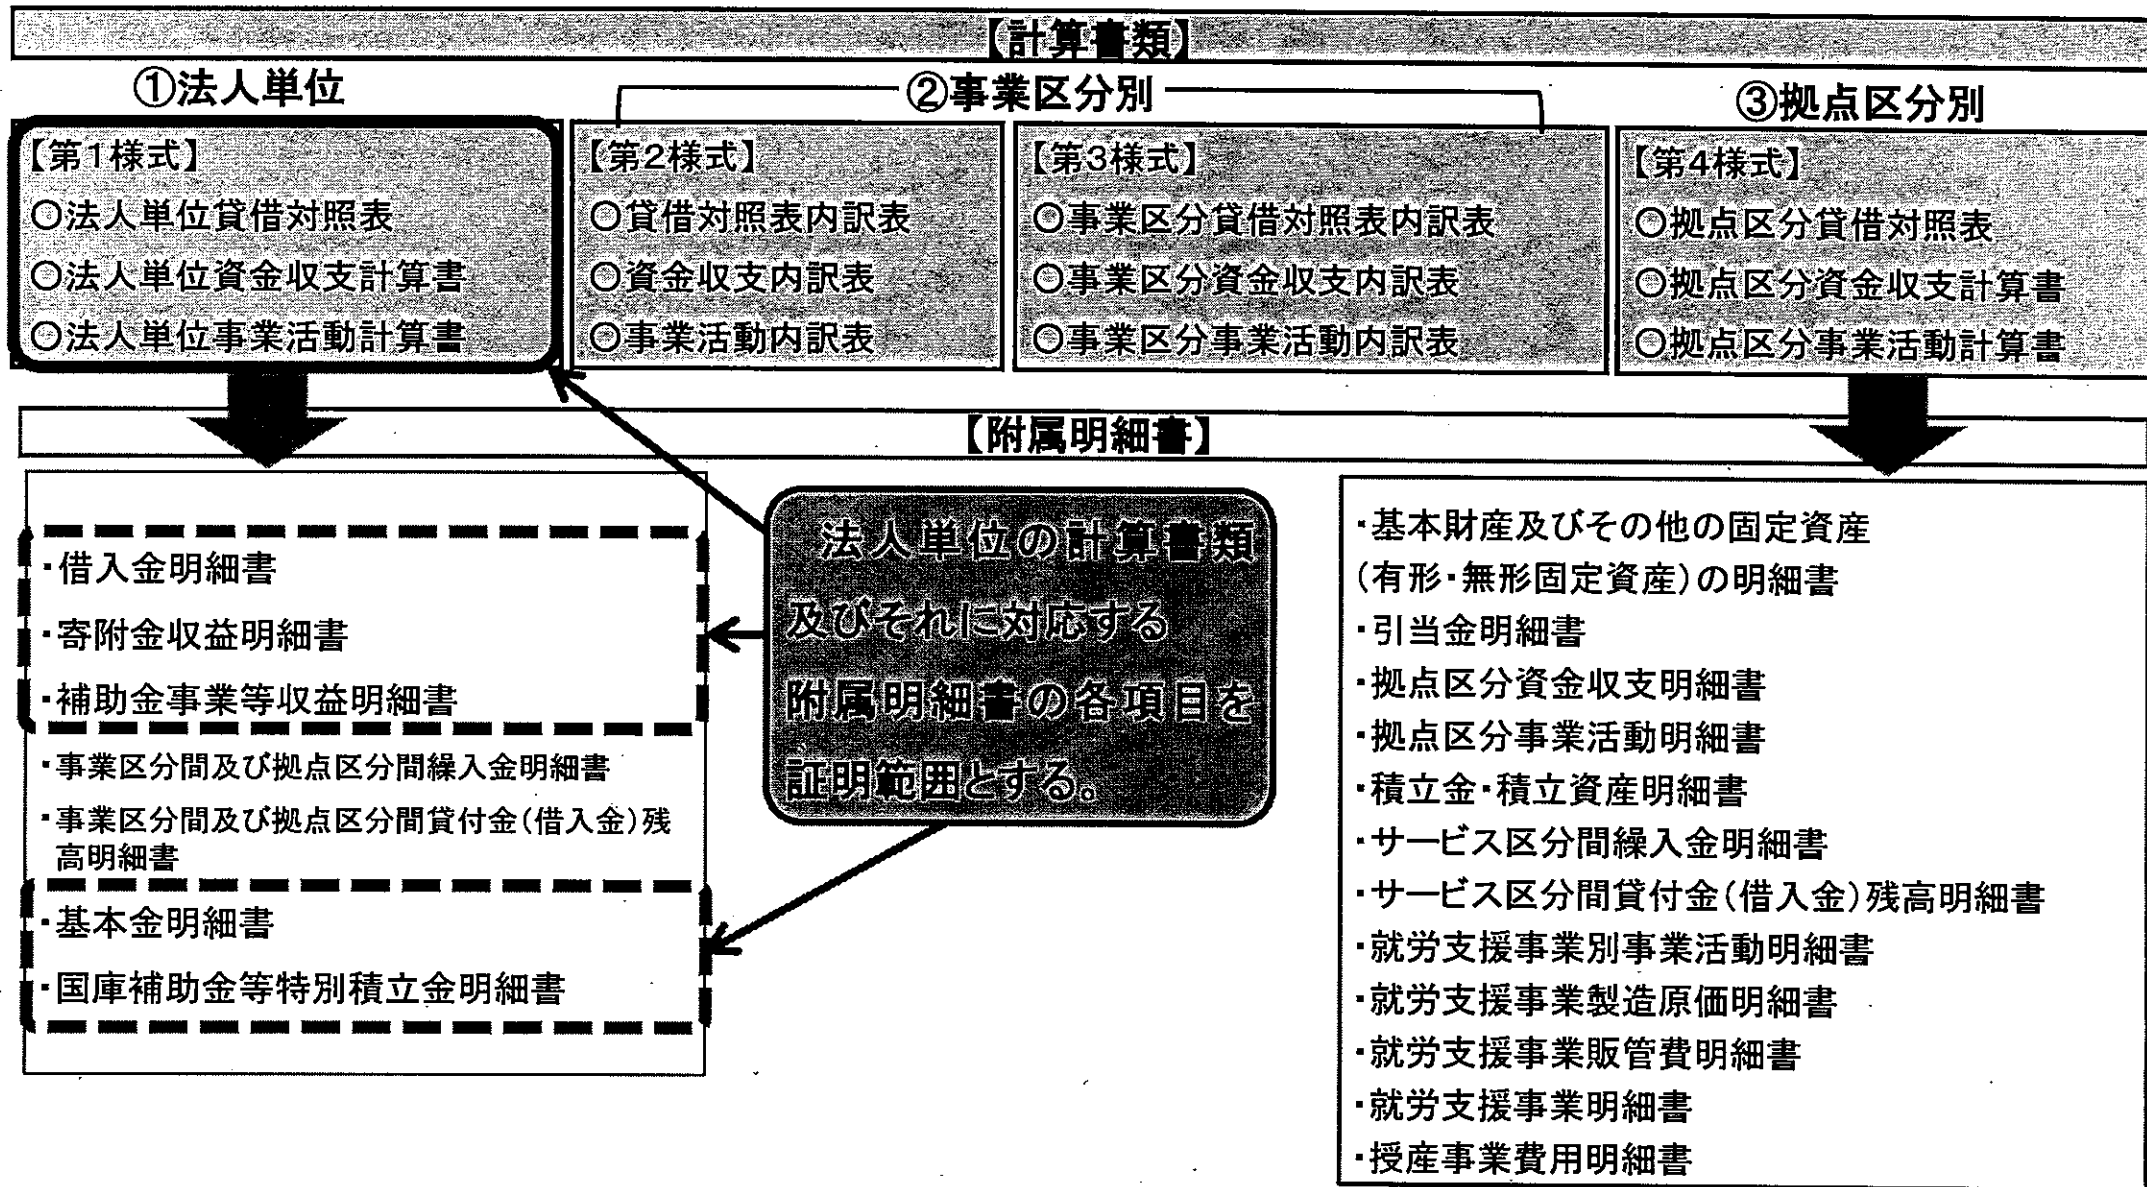 【計算書類】
①法人単位
②事業区分別
③拠点区分別
【第1様式】
○法人単位貸借対照表
○法人単位資金収支計算書
○法人単位事業活動計算書
【第2様式】
○貸借対照表内訳表
○資金収支内訳表
○事業活動内訳表
【第3様式】
○事業区分貸借対照表内訳表
○事業区分資金収支内訳表
○事業区分事業活動内訳表
【第4様式】
○拠点区分貸借対照表
○拠点区分資金収支計算書
○拠点区分事業活動計算書
【附属明細書】
・借入金明細書
・寄附金収益明細書
・補助金事業等収益明細書
・事業区分間及び拠点区分間繰入金明細書
・事業区分間及び拠点区分間貸付金(借入金)残
高明細書
・基本金明細書
・国庫補助金等特別積立金明細書
法人単位の計算書類
及びそれに対応する
附属明細書の各項目を
証明範囲とする。
・基本財産及びその他の固定資産
(有形・無形固定資産)の明細書
・引当金明細書
・拠点区分資金収支明細書
・拠点区分事業活動明細書
・積立金・積立資産明細書
・サービス区分間繰入金明細書
・サービス区分間貸付金(借入金)残高明細書
・就労支援事業別事業活動明細書
・就労支援事業製造原価明細書
・就労支援事業販管費明細書
・就労支援事業明細書
・授産事業費用明細書